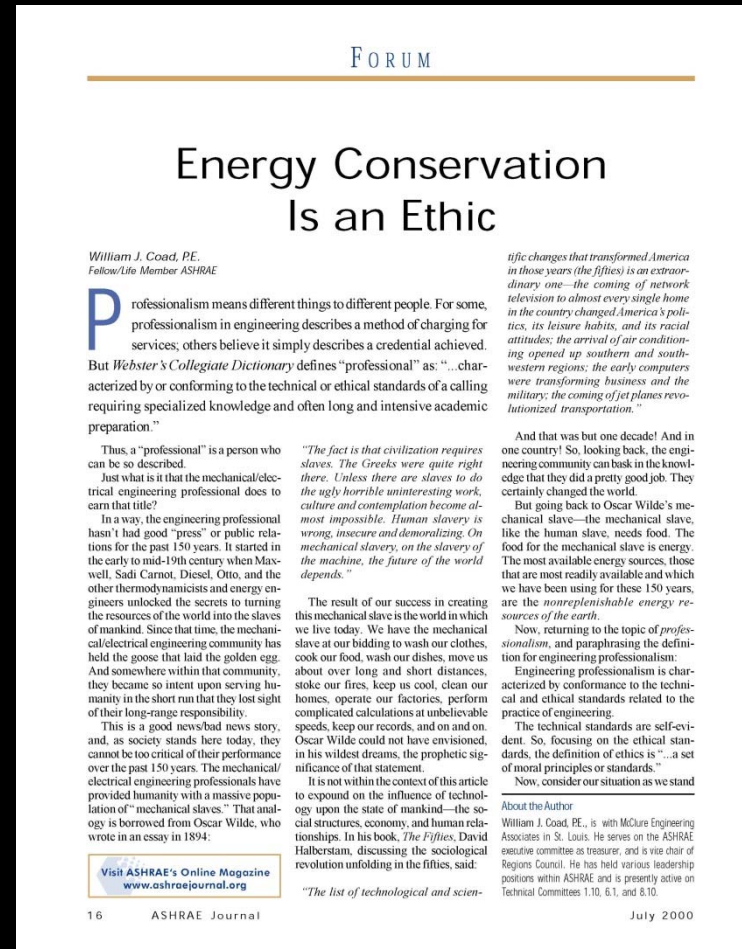 FORUM
Energy Conservation
Is an Ethic
William J. Coad, P.E.
Fellow/Life Member ASHRAE
Professionalism means different things to different people. For some,
professionalism in engineering describes a method of charging for
services; others believe it simply describes a credential achieved.
But Webster's Collegiate Dictionary defines "professional" as: "...char-
acterized by or conforming to the technical or ethical standards of a calling
requiring specialized knowledge and often long and intensive academic
preparation."
Thus, a "professional" is a person who
can be so described.
Just what is it that the mechanical/elec-
trical engineering professional does to
earn that title?
In a way, the engineering professional
hasn't had good "press" or public rela-
tions for the past 150 years. It started in
the early to mid-19th century when Max-
well, Sadi Carnot, Diesel, Otto, and the
other thermodynamicists and energy en-
gineers unlocked the secrets to turning
the resources of the world into the slaves
of mankind. Since that time, the mechani-
cal/electrical engineering community has
held the goose that laid the golden egg.
And somewhere within that community,
they became so intent upon serving hu-
manity in the short run that they lost sight
of their long-range responsibility.
This is a good news/bad news story,
and, as society stands here today, they
cannot be too critical of their performance
over the past 150 years. The mechanical/
electrical engineering professionals have
provided humanity with a massive popu-
lation of "mechanical slaves." That anal-
ogy is borrowed from Oscar Wilde, who
wrote in an essay in 1894:
Visit ASHRAE's Online Magazine
www.ashraejournal.org
"The fact is that civilization requires
slaves. The Greeks were quite right
there. Unless there are slaves to do
the ugly horrible uninteresting work,
culture and contemplation become al-
most impossible. Human slavery is
wrong, insecure and demoralizing. On
mechanical slavery, on the slavery of
the machine, the future of the world
depends."
The result of our success in creating
this mechanical slave is the world in which
we live today. We have the mechanical
slave at our bidding to wash our clothes,
cook our food, wash our dishes, move us
about over long and short distances,
stoke our fires, keep us cool, clean our
homes, operate our factories, perform
complicated calculations at unbelievable
speeds, keep our records, and on and on.
Oscar Wilde could not have envisioned,
in his wildest dreams, the prophetic sig-
nificance of that statement.
It is not within the context of this article
to expound on the influence of technol-
ogy upon the state of mankind—the so-
cial structures, economy, and human rela-
tionships. In his book, The Fifties, David
Halberstam, discussing the sociological
revolution unfolding in the fifties, said:
"The list of technological and scien-
tific changes that transformed America
in those years (the fifties) is an extraor-
dinary one—the coming of network
television to almost every single home
in the country changed America's poli-
tics, its leisure habits, and its racial
attitudes; the arrival of air condition-
ing opened up southern and south-
western regions; the early computers
were transforming business and the
military; the coming of jet planes revo-
lutionized transportation."
And that was but one decade! And in
one country! So, looking back, the engi-
neering community can bask in the knowl-
edge that they did a pretty good job. They
certainly changed the world.
But going back to Oscar Wilde's me-
chanical slave—the mechanical slave,
like the human slave, needs food. The
food for the mechanical slave is energy.
The most available energy sources, those
that are most readily available and which
we have been using for these 150 years,
are the nonreplenishable energy re-
sources of the earth.
Now, returning to the topic of profes-
sionalism, and paraphrasing the defini-
tion for engineering professionalism:
Engineering professionalism is char-
acterized by conformance to the techni-
cal and ethical standards related to the
practice of engineering.
The technical standards are self-evi-
dent. So, focusing on the ethical stan-
dards, the definition of ethics is "...a set
of moral principles or standards."
Now, consider our situation as we stand
About the Author
William J. Coad, P.E., is with McClure Engineering
Associates in St. Louis. He serves on the ASHRAE
executive committee as treasurer, and is vice chair of
Regions Council. He has held various leadership
positions within ASHRAE and is presently active on
Technical Committees 1.10, 6.1, and 8.10.
16 ASHRAE Journal July 2000